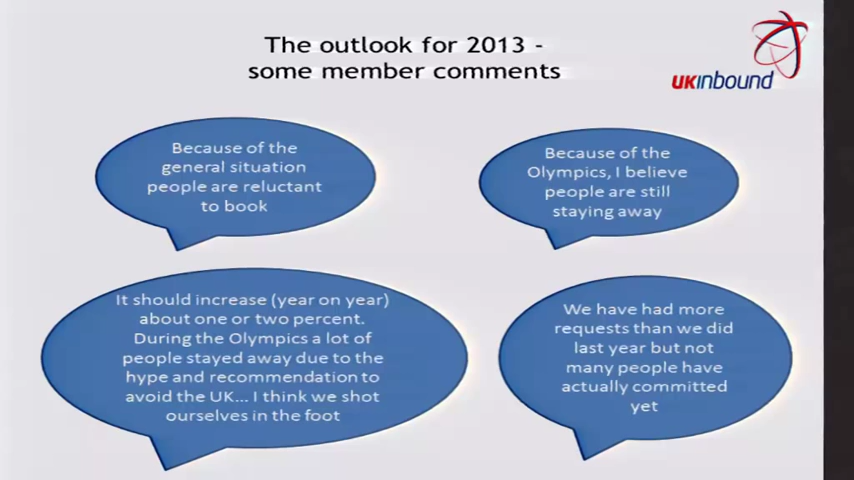 The outlook for 2013 -
some member comments
UKinbound
Because of the
general situation
people are reluctant
to book
Because of the
Olympics, I believe
people are still
staying away
It should increase (year on year)
about one or two percent.
During the Olympics a lot of
people stayed away due to the
hype and recommendation to
avoid the UK... I think we shot
ourselves in the foot
We have had more
requests than we did
last year but not
many people have
actually committed
yet